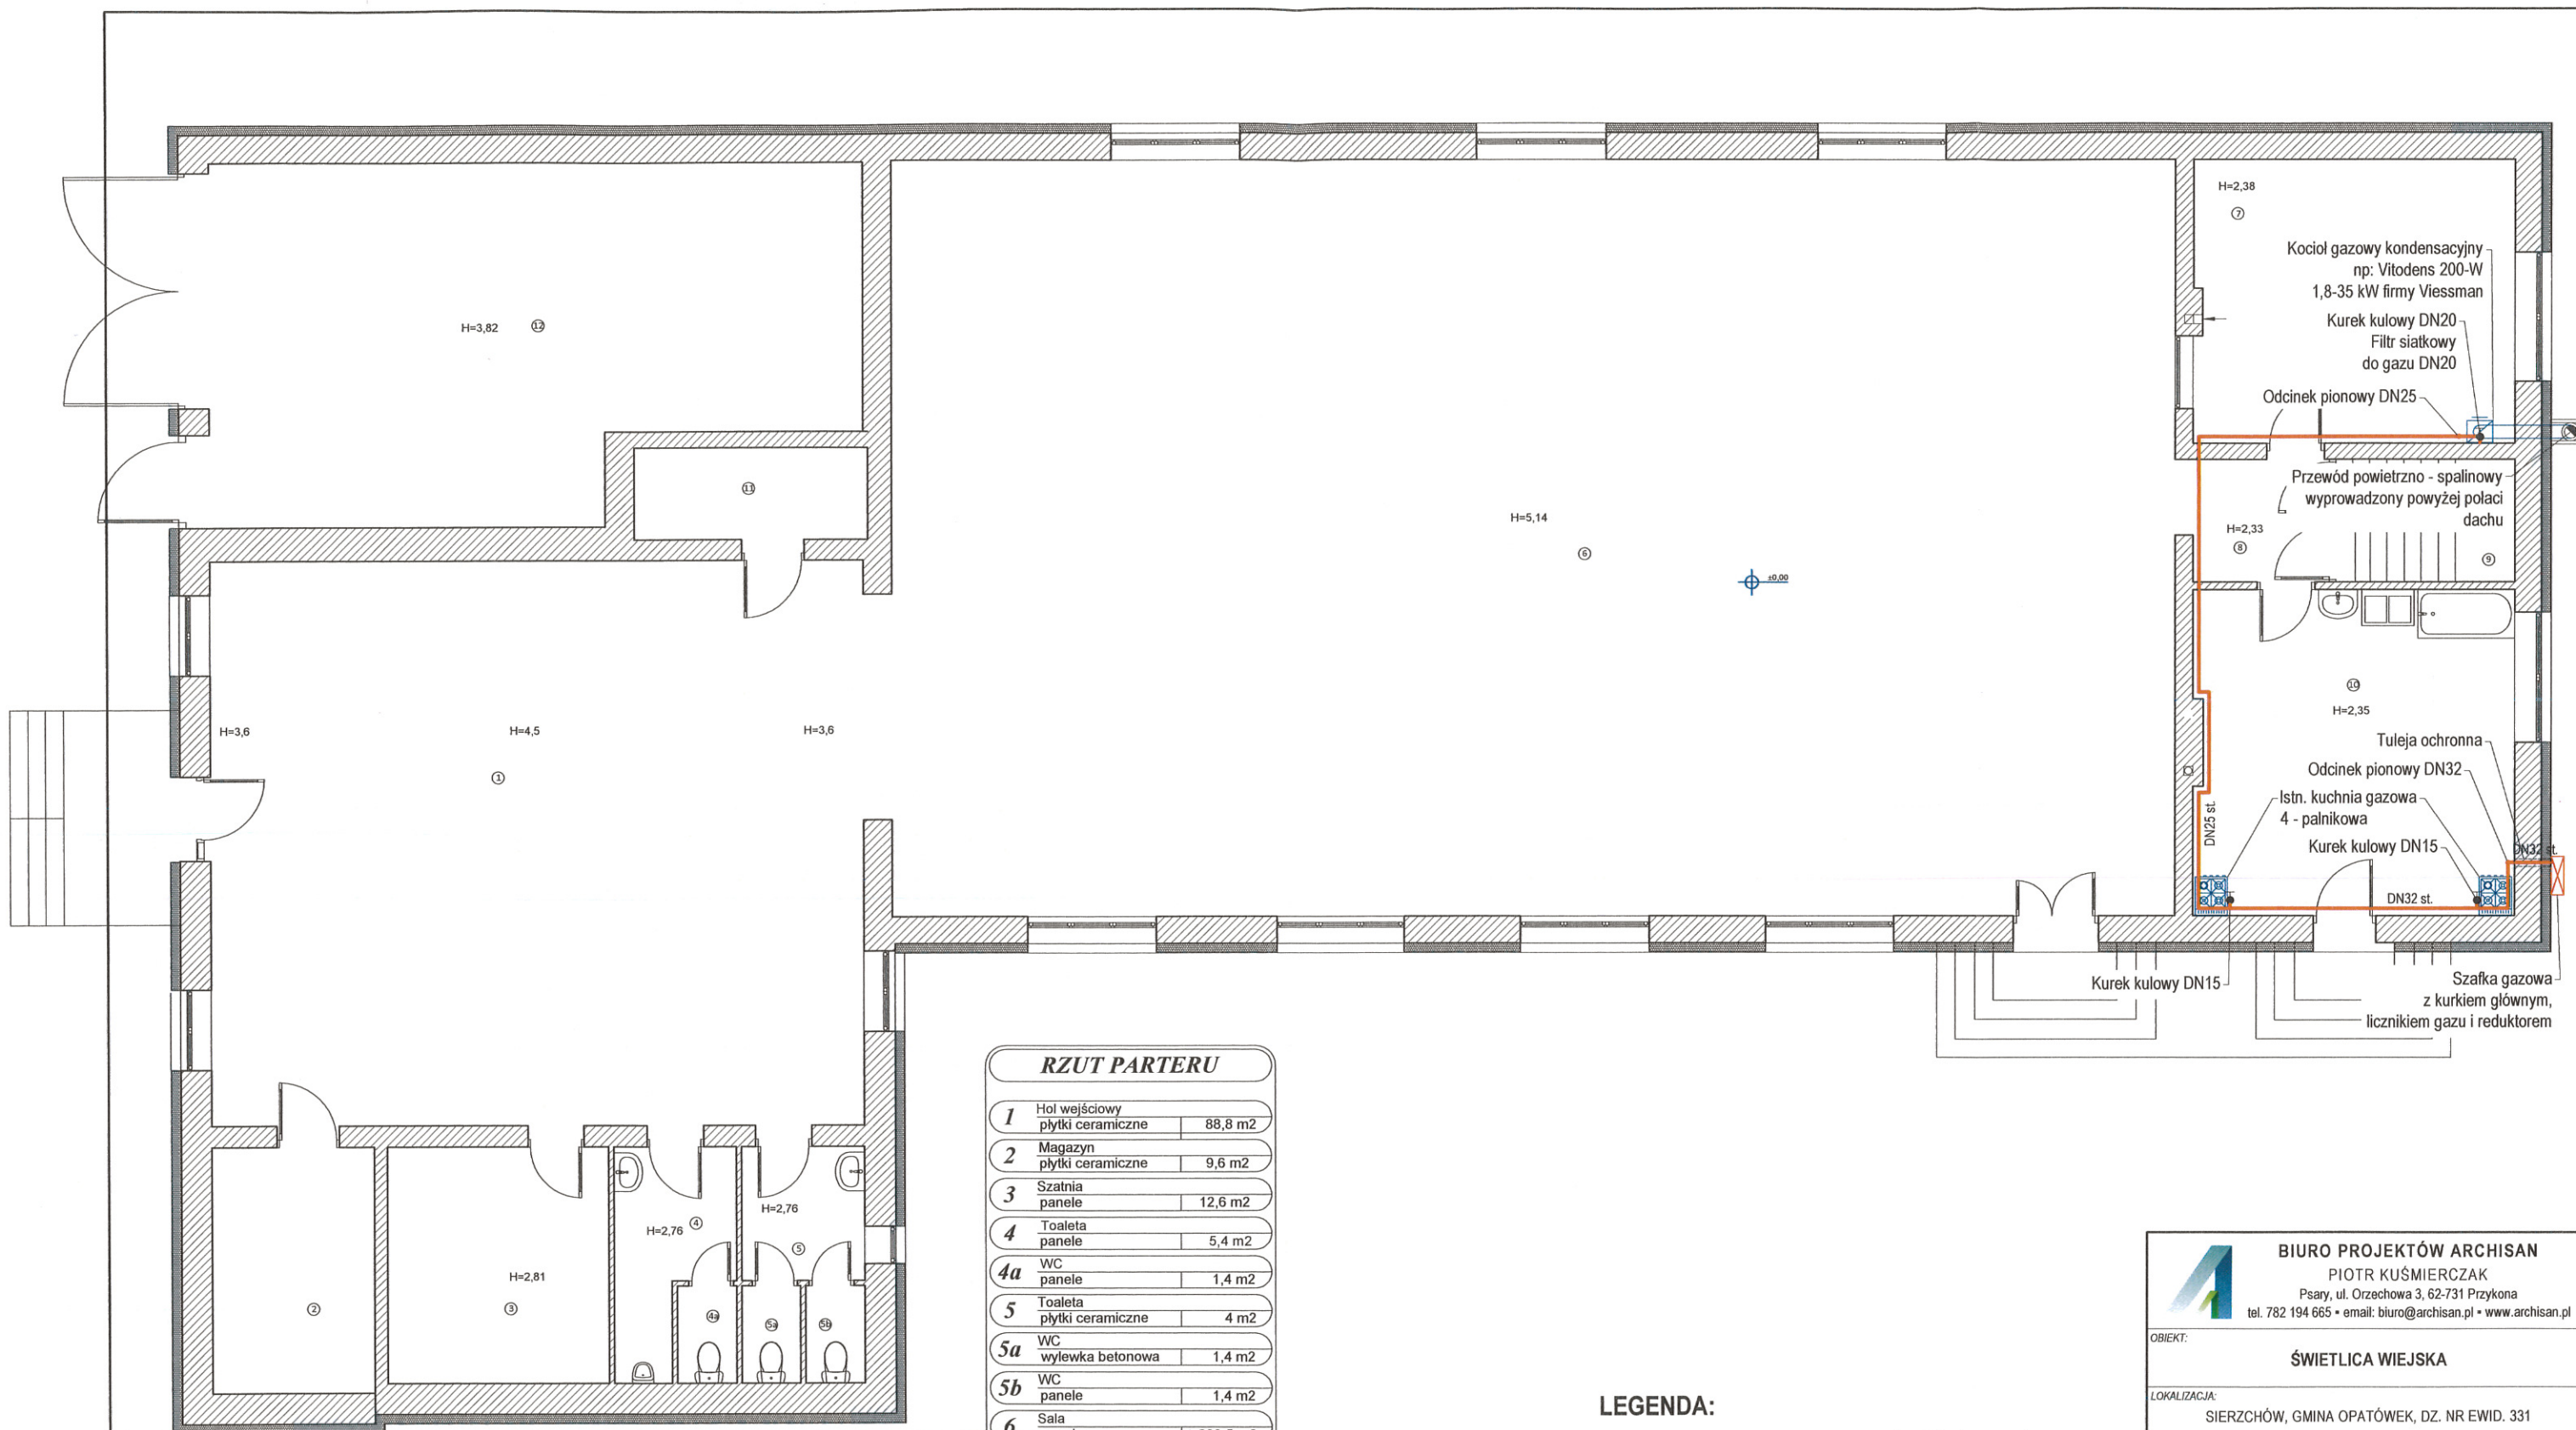 H=2,38
7
Kocioł gazowy kondensacyjny
np: Vitodens 200-W
1,8-35 kW firmy Viessman
Kurek kulowy DN20
Filtr siatkowy
do gazu DN20
Odcinek pionowy DN25
H=3,82
12
11
Przewód powietrzno - spalinowy
wyprowadzony powyżej połaci
dachu
H=5,14
6
H=2,33
8
9
±0,00
10
H=2,35
H=3,6
H=4,5
H=3,6
1
Tuleja ochronna
Odcinek pionowy DN32
Istn. kuchnia gazowa
4 - palnikowa
DN25 st.
Kurek kulowy DN15
DN32 st.
DN32 st.
Kurek kulowy DN15
Szafka gazowa
z kurkiem głównym,
licznikiem gazu i reduktorem
H=2,76
4
H=2,76
5
H=2,81
2
3
4a
5a
5b
RZUT PARTERU
1 Hol wejściowy
płytki ceramiczne 88,8 m2
2 Magazyn
płytki ceramiczne 9,6 m2
3 Szatnia
panele 12,6 m2
4 Toaleta
panele 5,4 m2
4a WC
panele 1,4 m2
5 Toaleta
płytki ceramiczne 4 m2
5a WC
wylewka betonowa 1,4 m2
5b WC
panele 1,4 m2
6 Sala
LEGENDA:
BIURO PROJEKTÓW ARCHISAN
PIOTR KUŚMIERCZAK
Psary, ul. Orzechowa 3, 62-731 Przykona
tel. 782 194 665 ▪ email: biuro@archisan.pl ▪ www.archisan.pl
OBIEKT:
ŚWIETLICA WIEJSKA
LOKALIZACJA:
SIERZCHÓW, GMINA OPATÓWEK, DZ. NR EWID. 331